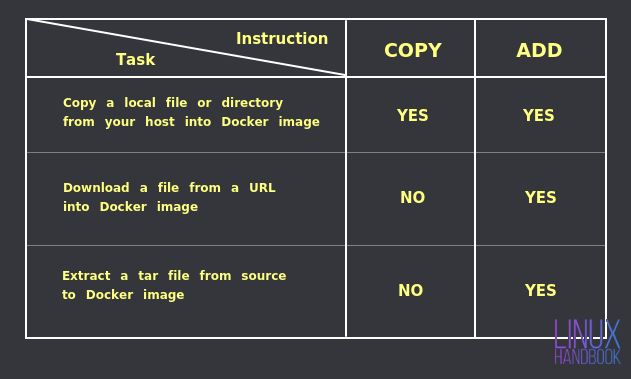 Instruction
Task
COPY
ADD
Copy a local file or directory
from your host into Docker image
YES
YES
Download a file from a URL
into Docker image
NO
YES
Extract a tar file from source
to Docker image
NO
YES
LINUX
HANDBOOK